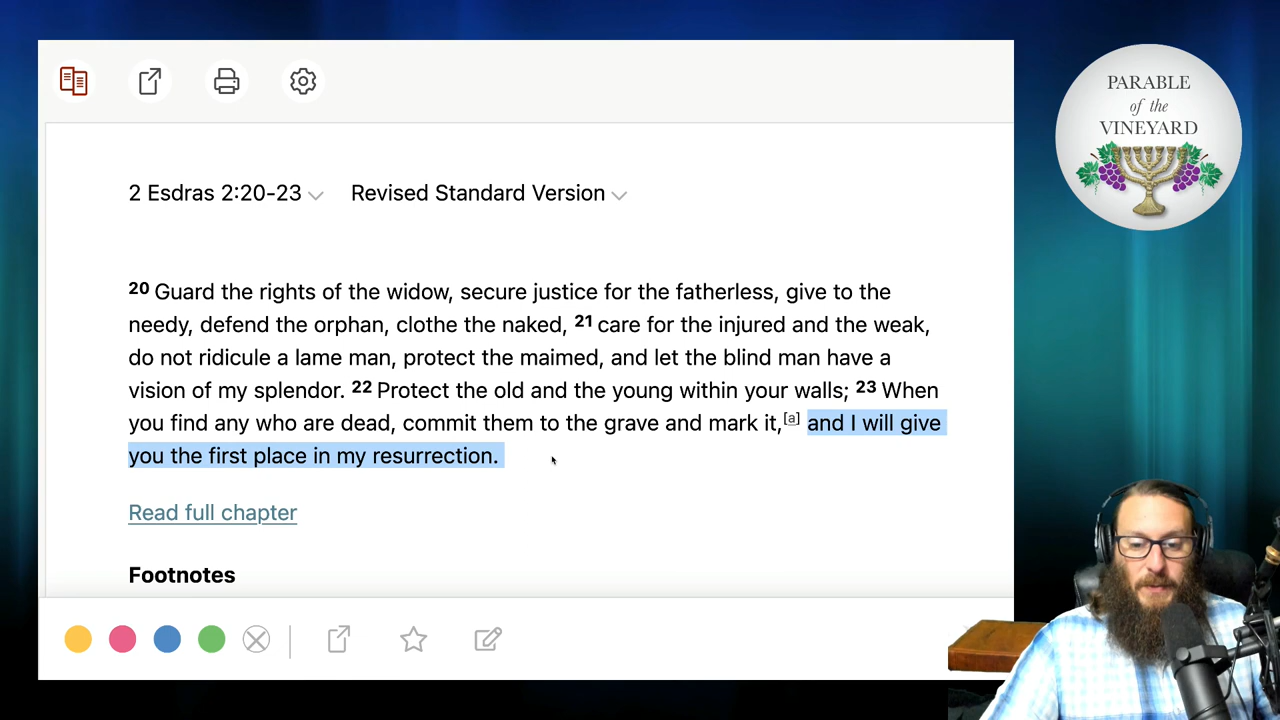 PARABLE
of the
VINEYARD
2 Esdras 2:20-23 Revised Standard Version
20 Guard the rights of the widow, secure justice for the fatherless, give to the
needy, defend the orphan, clothe the naked, 21 care for the injured and the weak,
do not ridicule a lame man, protect the maimed, and let the blind man have a
vision of my splendor. 22 Protect the old and the young within your walls; 23 When
you find any who are dead, commit them to the grave and mark it,[a] and I will give
you the first place in my resurrection.
Read full chapter
Footnotes